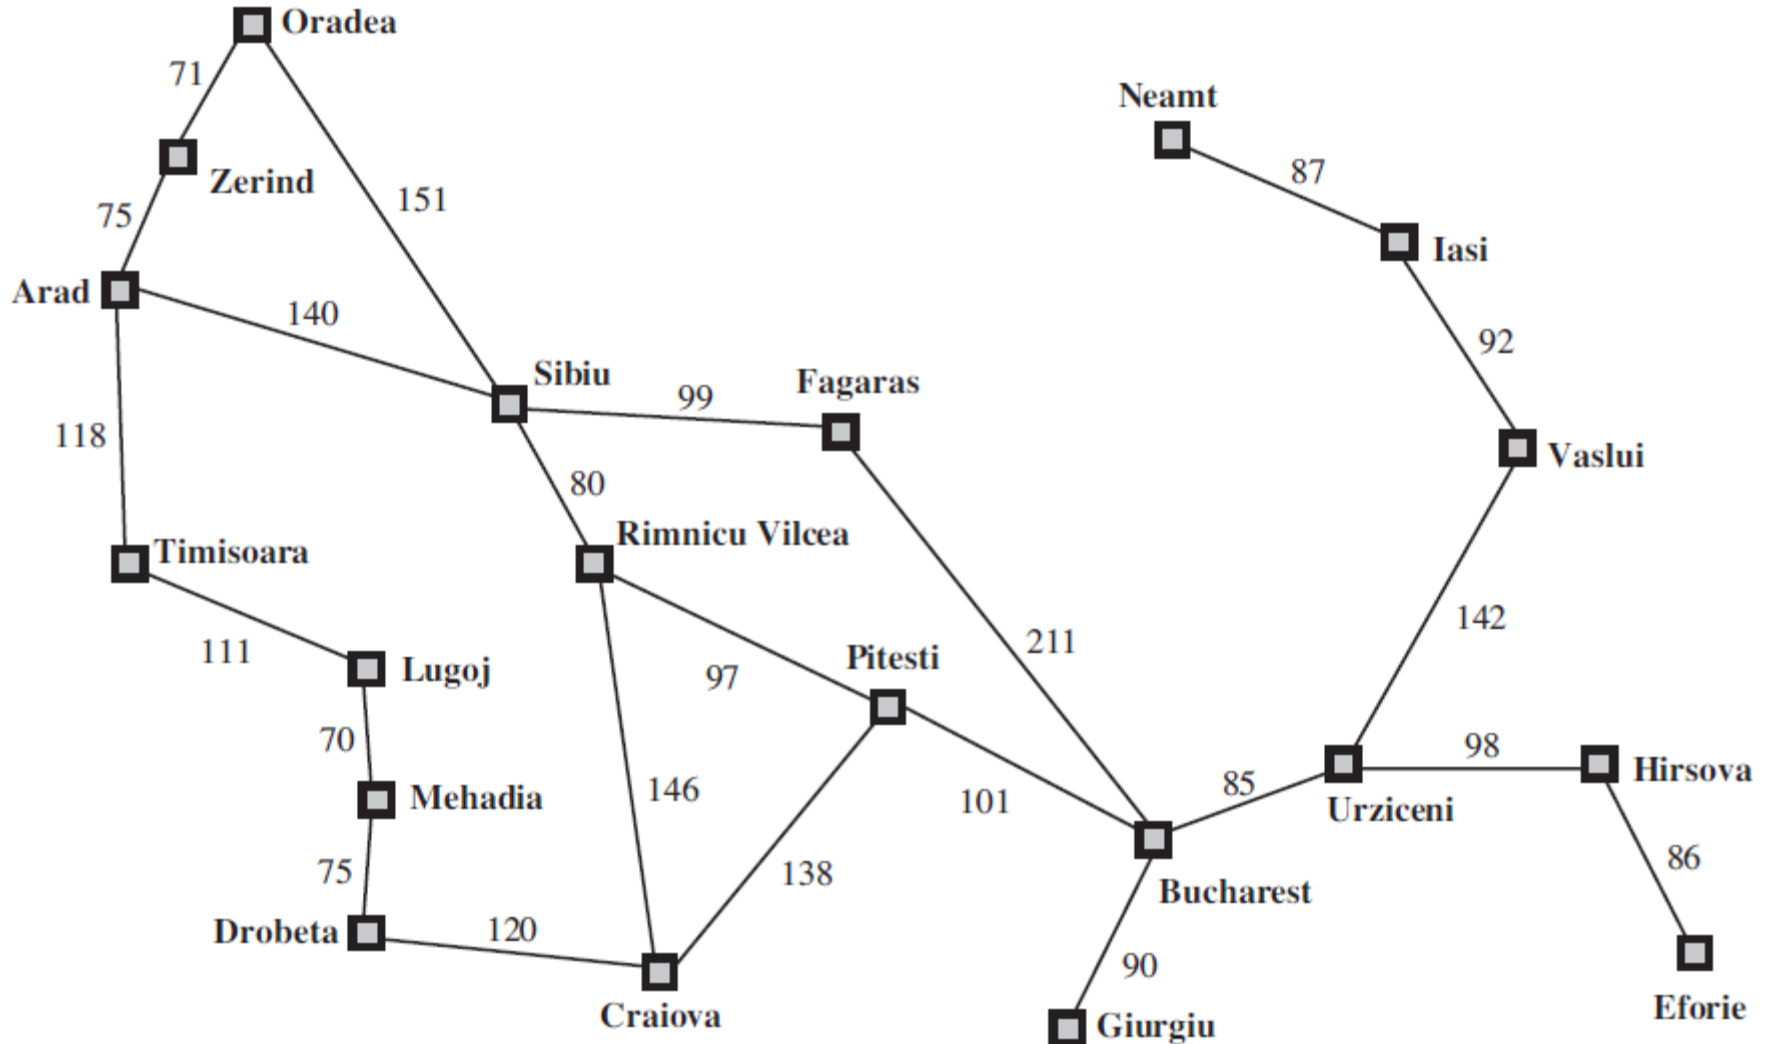 Oradea
71
Neamt
87
Zerind
151
75
Iasi
Arad
140
92
Sibiu
Fagaras
99
118
Vaslui
80
Rimnicu Vilcea
Timisoara
142
211
111
Pitesti
Lugoj
97
70
98
Hirsova
85
146
Mehadia
101
Urziceni
86
75
138
Bucharest
Drobeta
120
90
Eforie
Craiova
Giurgiu